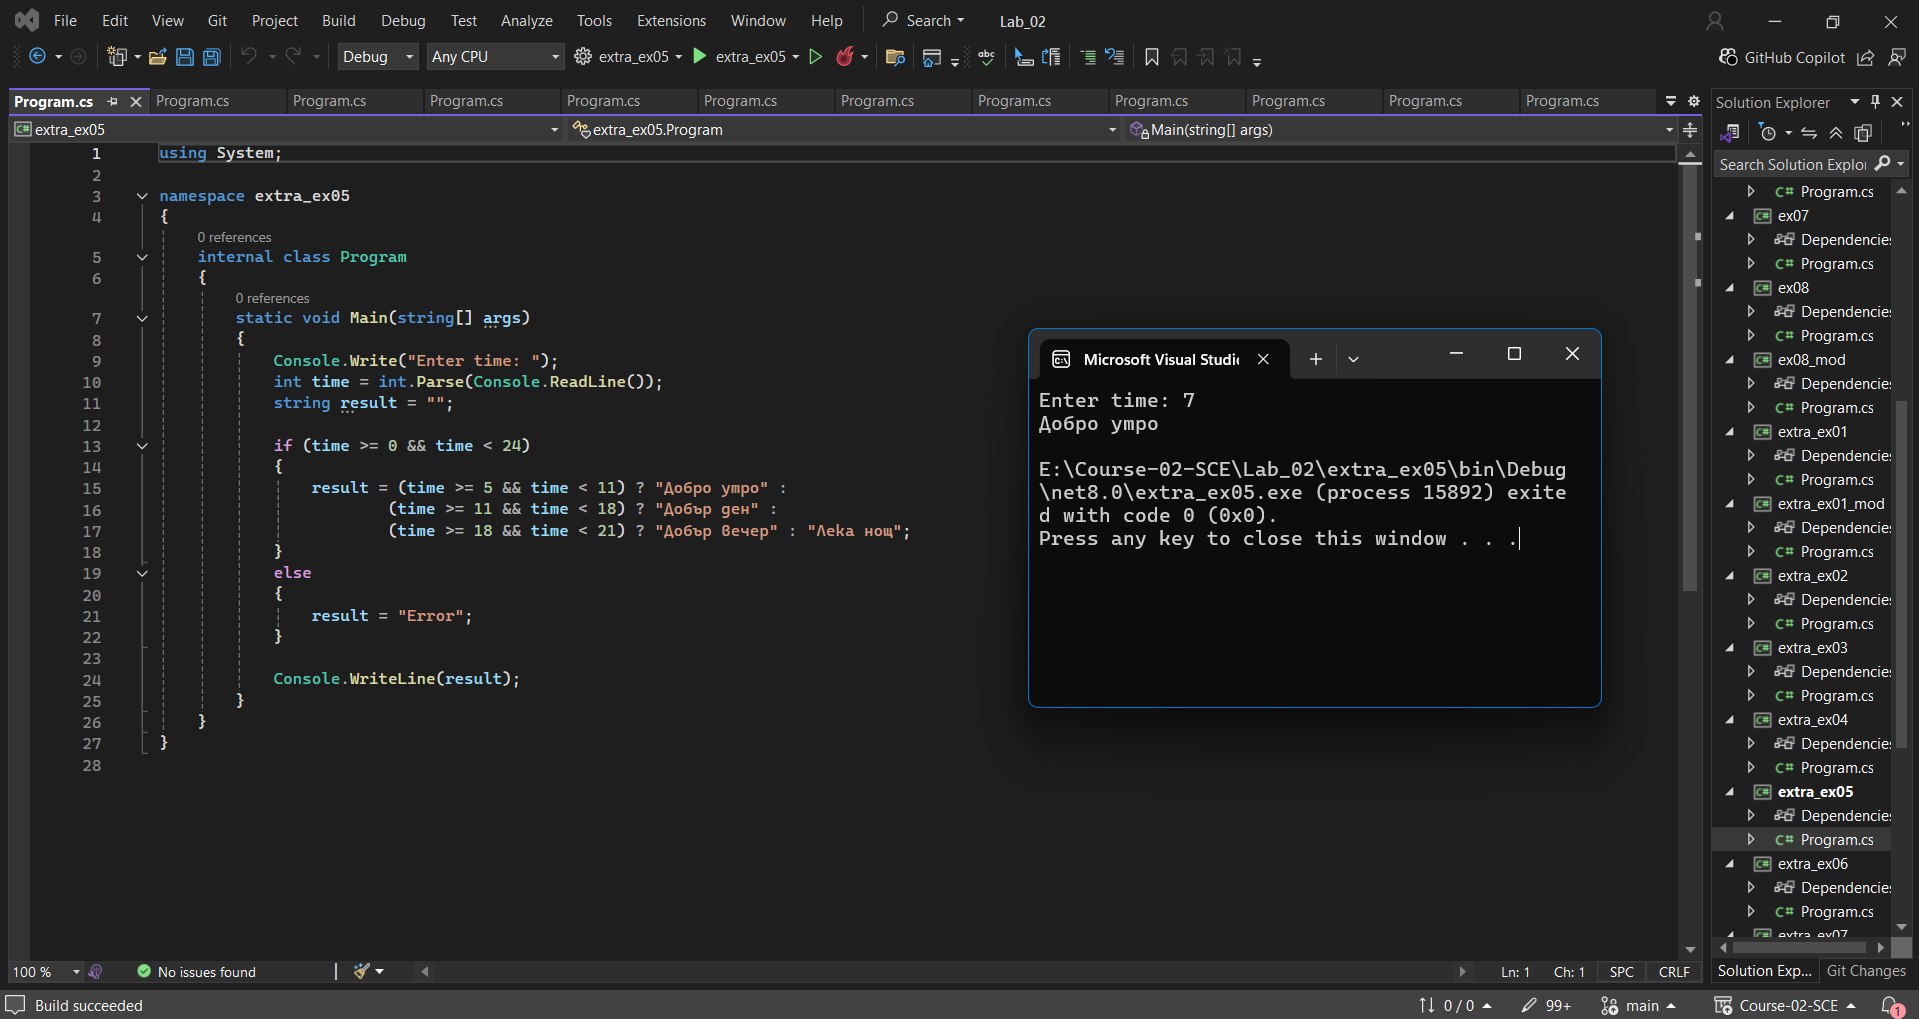 File Edit View Git Project Build Debug Test Analyze Tools Extensions Window Help Search Lab_02
Debug Any CPU extra_ex05 extra_ex05 abc GitHub Copilot
Program.cs Program.cs Program.cs Program.cs Program.cs Program.cs Program.cs Program.cs Program.cs Program.cs Program.cs Program.cs
C# extra_ex05 extra_ex05.Program Main(string[] args)
1 using System;
2
3 namespace extra_ex05
4 {
0 references
5 internal class Program
6 {
0 references
7 static void Main(string[] args)
8 {
9 Console.Write("Enter time: ");
10 int time = int.Parse(Console.ReadLine());
11 string result = "";
12
13 if (time >= 0 && time < 24)
14 {
15 result = (time >= 5 && time < 11) ? "Добро утро" :
16 (time >= 11 && time < 18) ? "Добър ден" :
17 (time >= 18 && time < 21) ? "Добър вечер" : "Лека нощ";
18 }
19 else
20 {
21 result = "Error";
22 }
23
24 Console.WriteLine(result);
25 }
26 }
27 }
28
Microsoft Visual Studi
Enter time: 7
Добро утро
E:\Course-02-SCE\Lab_02\extra_ex05\bin\Debug
\net8.0\extra_ex05.exe (process 15892) exite
d with code 0 (0x0).
Press any key to close this window . . .
Solution Explorer
Search Solution Explo
C# Program.cs
C# ex07
Dependencies
C# Program.cs
C# ex08
Dependencies
C# Program.cs
C# ex08_mod
Dependencies
C# Program.cs
C# extra_ex01
Dependencies
C# Program.cs
C# extra_ex01_mod
Dependencies
C# Program.cs
C# extra_ex02
Dependencies
C# Program.cs
C# extra_ex03
Dependencies
C# Program.cs
C# extra_ex04
Dependencies
C# Program.cs
C# extra_ex05
Dependencies
C# Program.cs
C# extra_ex06
Dependencies
C# Program.cs
C# extra_ex07
Solution Exp... Git Changes
100 % No issues found Ln: 1 Ch: 1 SPC CRLF
Build succeeded 0 / 0 99+ main Course-02-SCE 1